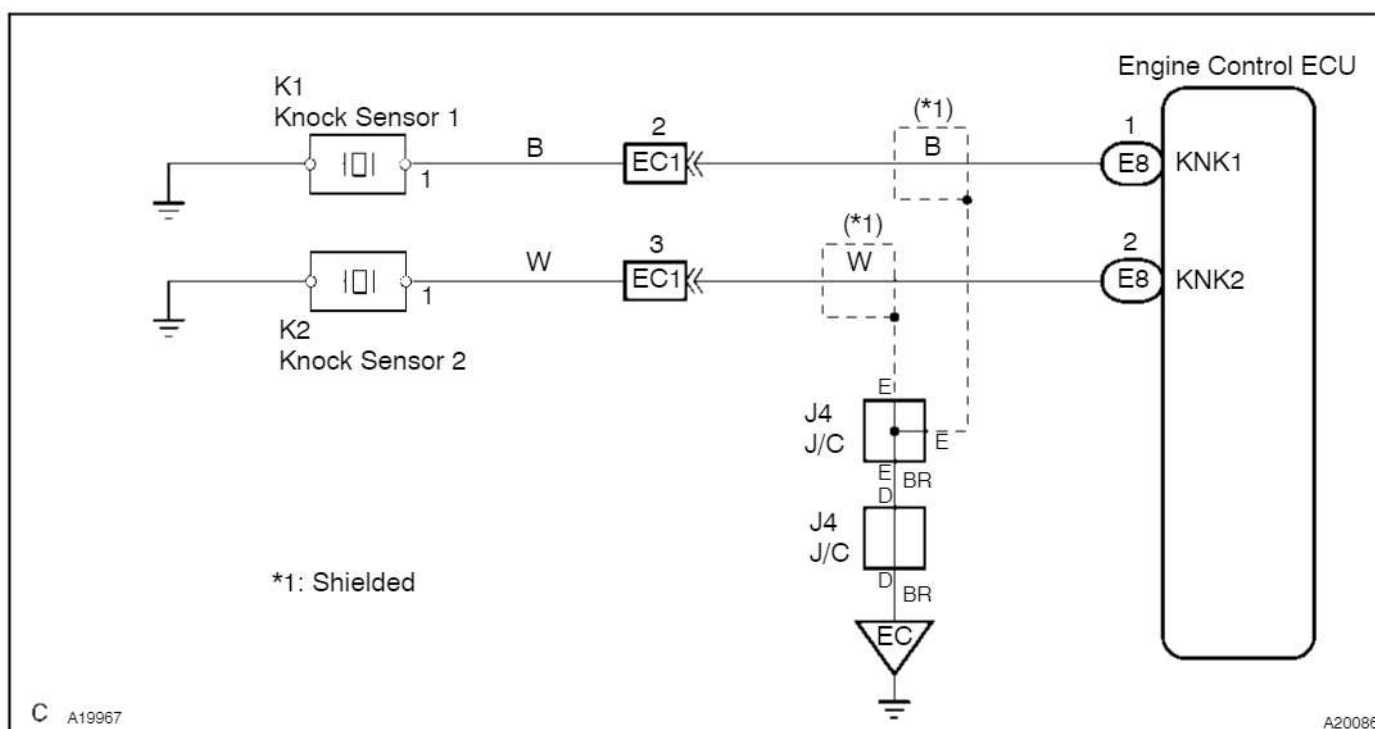 Engine Control ECU
K1
Knock Sensor 1
1
B
2
EC1
(*1)
B
1
E8
KNK1
K2
Knock Sensor 2
1
W
3
EC1
(*1)
W
2
E8
KNK2
J4
J/C
E
E
E
BR
J4
J/C
D
D
BR
EC
*1: Shielded
C A19967
A20086